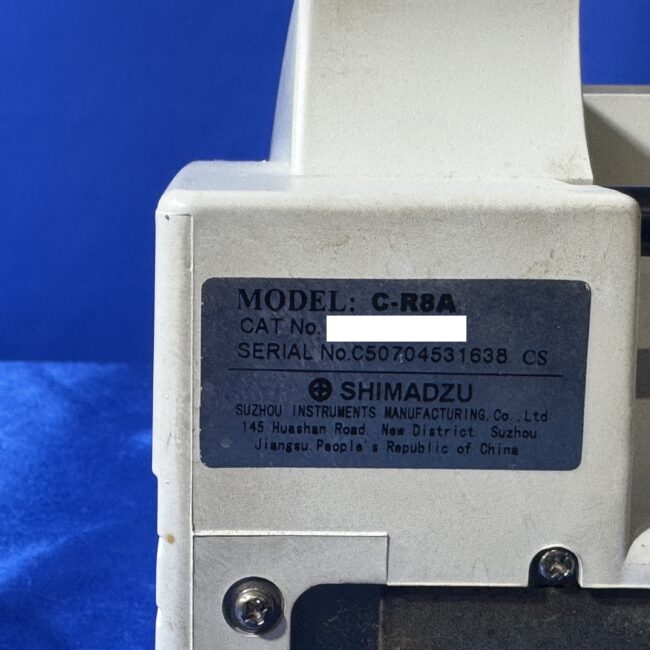 MODEL: C-R8A
CAT No.
SERIAL No.C50704531638 CS
SHIMADZU
SUZHOU INSTRUMENTS MANUFACTURING,Co.,Ltd
145 Huashan Road, New District, Suzhou,
Jiangsu,People's Republic of China